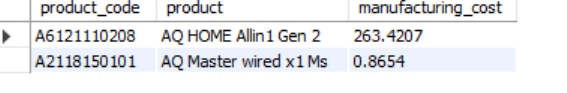 product_code product manufacturing_cost
A6121110208 AQ HOME Allin1 Gen 2 263.4207
A2118150101 AQ Master wired x1 Ms 0.8654